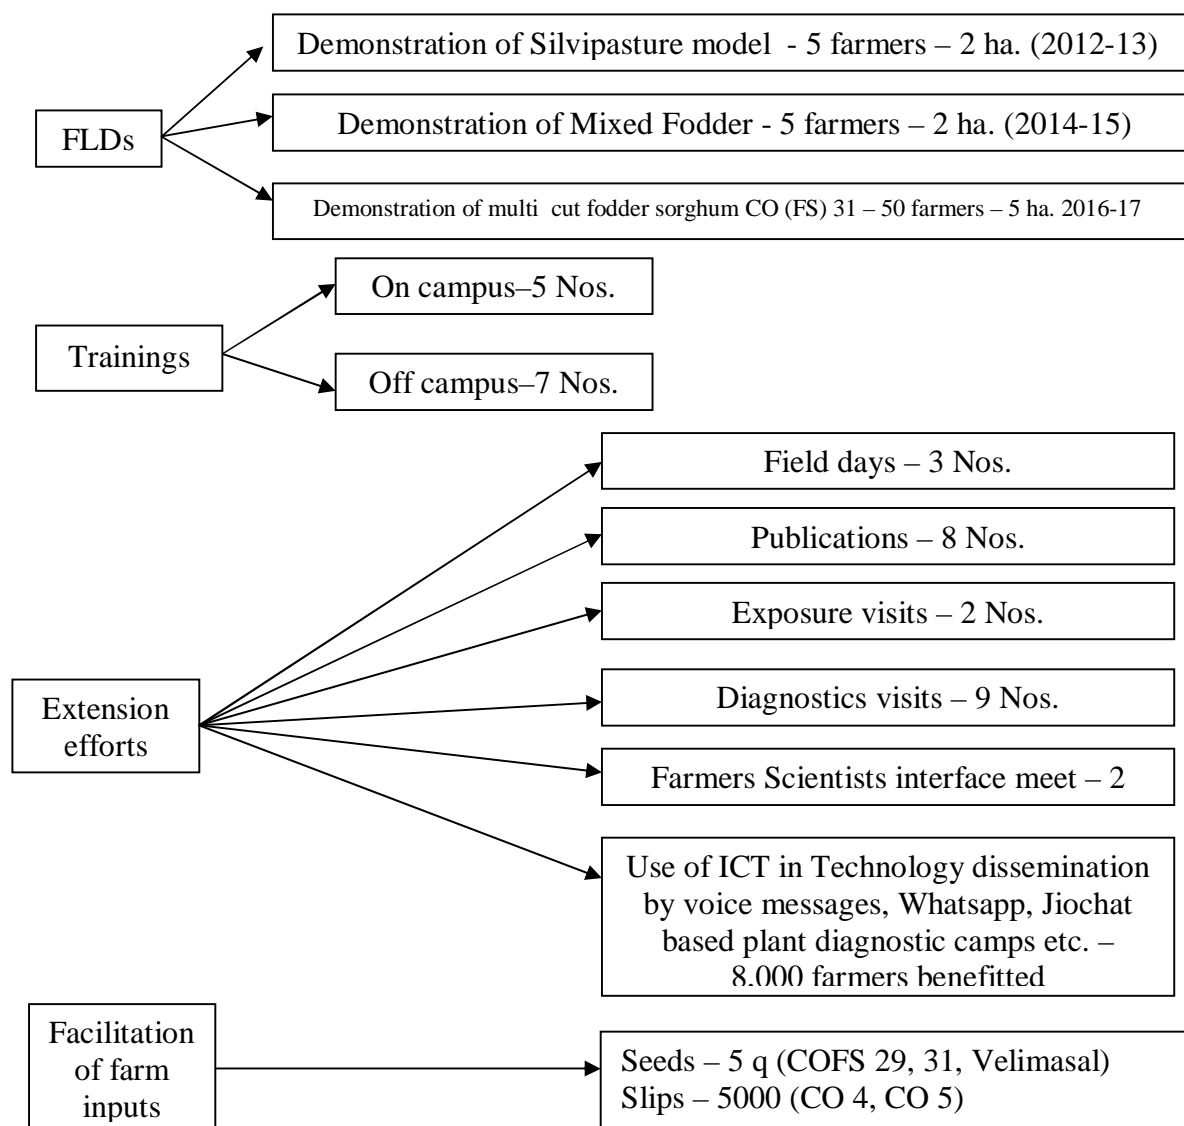 Demonstration of Silvipasture model - 5 farmers – 2 ha. (2012-13)
FLDs
Demonstration of Mixed Fodder - 5 farmers – 2 ha. (2014-15)
Demonstration of multi cut fodder sorghum CO (FS) 31 – 50 farmers – 5 ha. 2016-17
Trainings
On campus–5 Nos.
Off campus–7 Nos.
Extension
efforts
Field days – 3 Nos.
Publications – 8 Nos.
Exposure visits – 2 Nos.
Diagnostics visits – 9 Nos.
Farmers Scientists interface meet – 2
Use of ICT in Technology dissemination
by voice messages, Whatsapp, Jiochat
based plant diagnostic camps etc. –
8,000 farmers benefitted
Facilitation
of farm
inputs
Seeds – 5 q (COFS 29, 31, Velimasal)
Slips – 5000 (CO 4, CO 5)